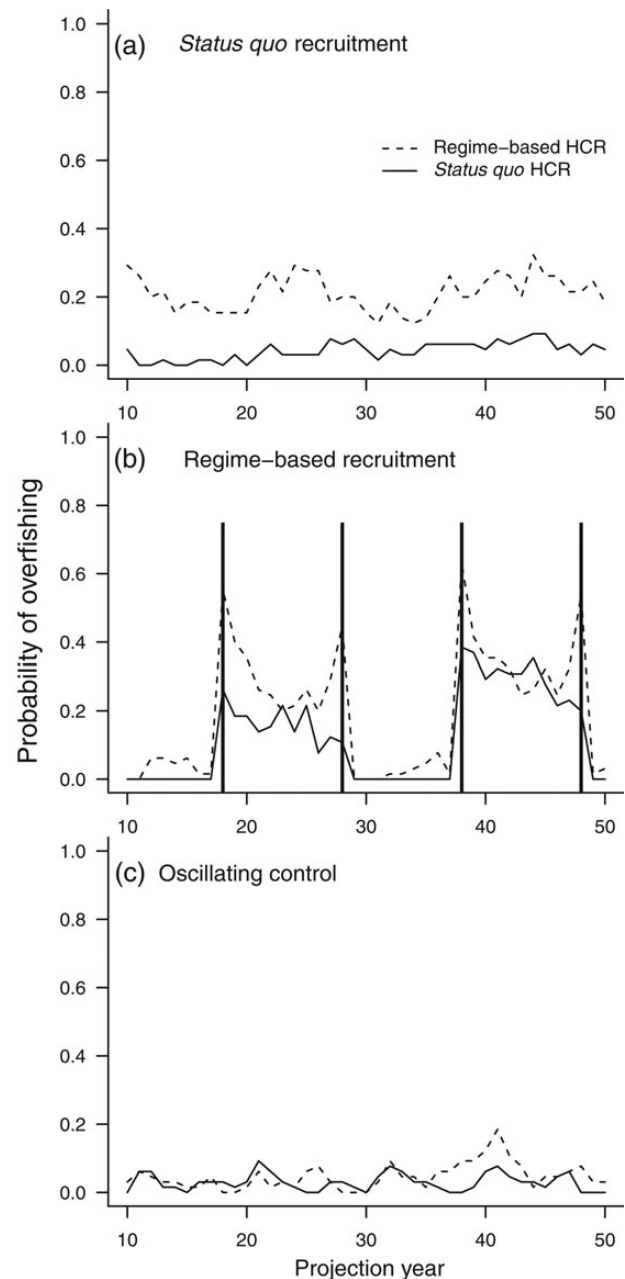 (a) Status quo recruitment
Regime-based HCR
Status quo HCR
1.0
0.8
0.6
0.4
0.2
0.0
10 20 30 40 50
(b) Regime-based recruitment
1.0
0.8
0.6
0.4
0.2
0.0
10 20 30 40 50
Probability of overfishing
(c) Oscillating control
1.0
0.8
0.6
0.4
0.2
0.0
10 20 30 40 50
Projection year